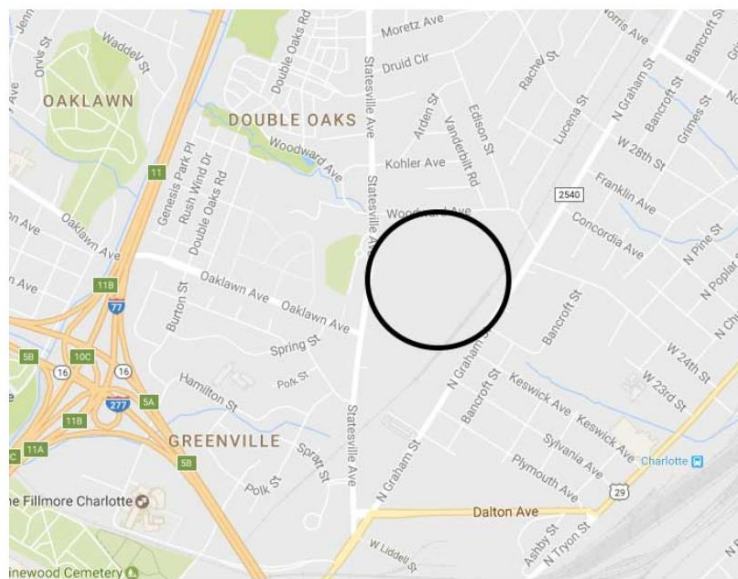 Jenn
Orvis St
Waddell St
OAKLAWN
Double Oaks Rd
DOUBLE OAKS
Woodward Ave
Genesis Park Pl
Rush Wind Dr
Double Oaks Rd
11
Moretz Ave
Druid Cir
Statesville Ave
Arden St
Edison St
Vanderbilt Rd
Kohler Ave
Statesville Ave
Woodward Ave
Rachel St
Lucena St
Norris Ave
Bancroft St
N Graham St
Bancroft St
Grimes St
W 28th St
Franklin Ave
2540
Concordia Ave
N Pine St
N Poplar St
Oaklawn Ave
11B
77
Oaklawn Ave
Oaklawn Ave
Burton St
Spring St
Polk St
5B
10C
16
16
277
5A
11B
11A
5B
Hamilton St
GREENVILLE
Spratt St
Polk St
Statesville Ave
N Graham St
Bancroft St
Bancroft St
N Graham St
Keswick Ave
Keswick Ave
Sylvania Ave
Plymouth Ave
W 24th St
W 23rd St
Charlotte
29
Dalton Ave
Ashby St
N Tryon St
W Liddell St
he Fillmore Charlotte
inewood Cemetery